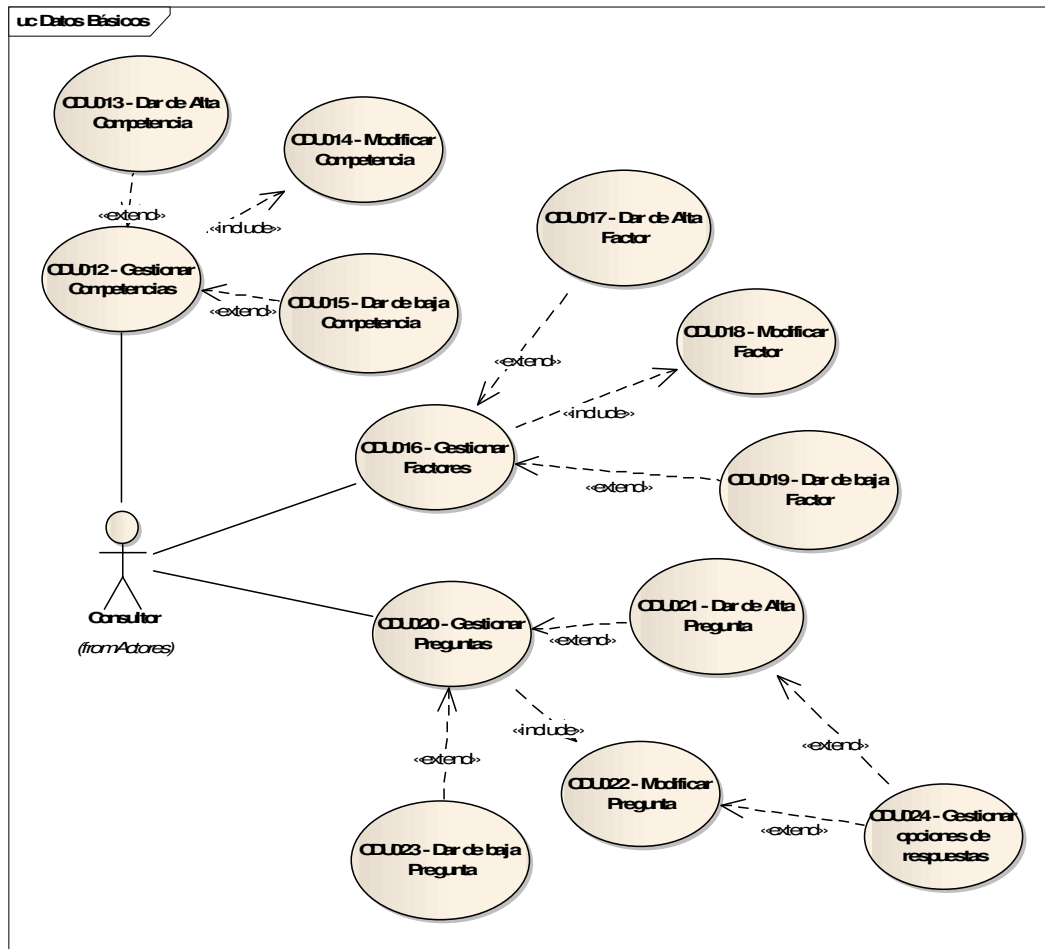 uc Datos Básicos
CDU013 - Dar de Alta
Competencia
CDU014 - Modificar
Competencia
«extend»
«include»
CDU012 - Gestionar
Competencias
CDU015 - Dar de baja
Competencia
«extend»
CDU017 - Dar de Alta
Factor
CDU018 - Modificar
Factor
«extend»
«include»
CDU016 - Gestionar
Factores
CDU019 - Dar de baja
Factor
«extend»
Consultor
(from Actores)
CDU020 - Gestionar
Preguntas
CDU021 - Dar de Alta
Pregunta
«extend»
«include»
«extend»
«extend»
CDU022 - Modificar
Pregunta
«extend»
CDU024 - Gestionar
opciones de
respuestas
CDU023 - Dar de baja
Pregunta